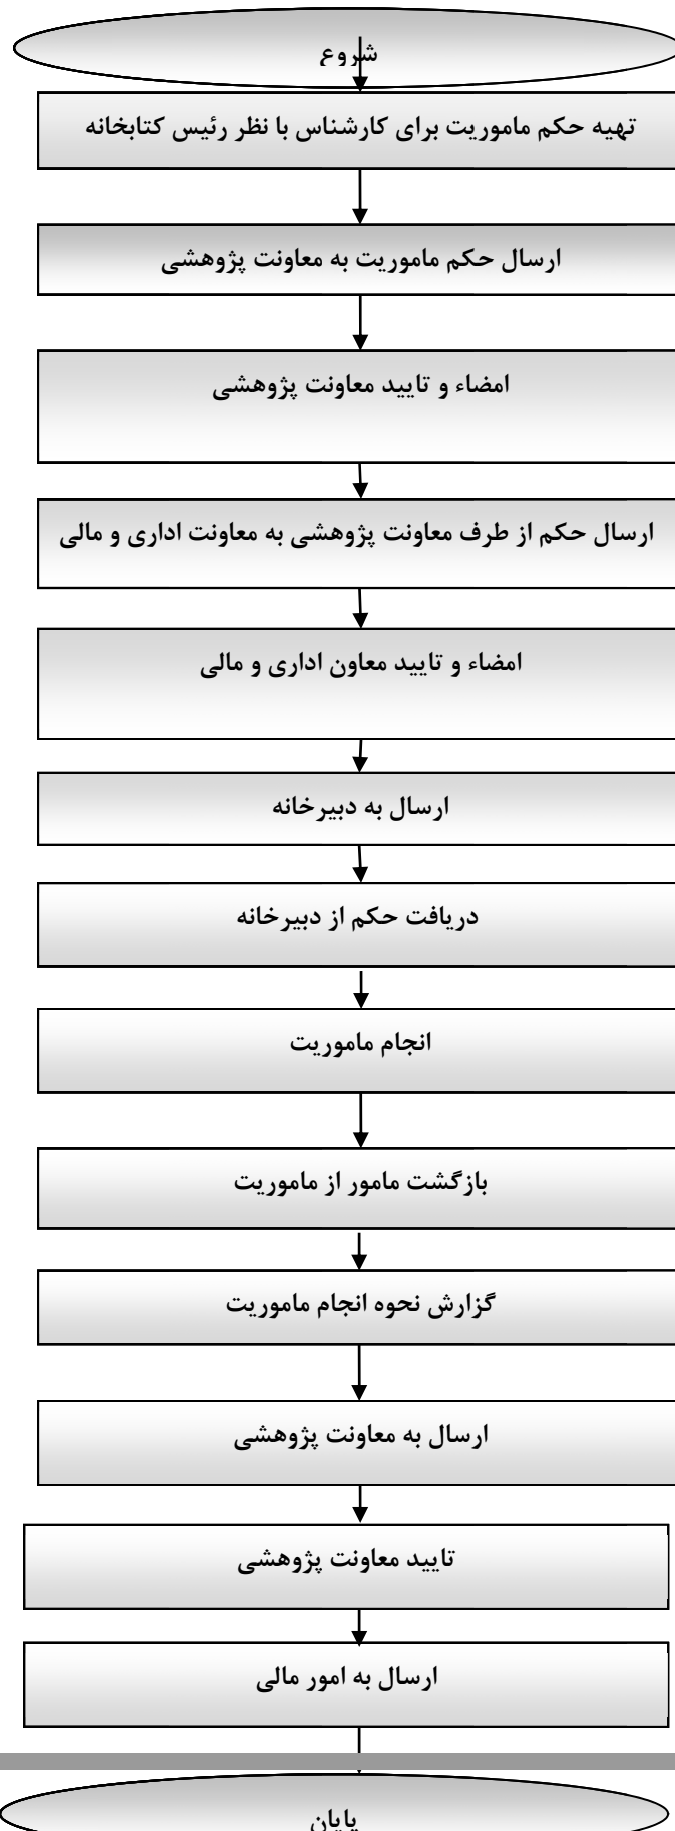 شروع
تهیه حکم ماموریت برای کارشناس با نظر رئیس کتابخانه
ارسال حکم ماموریت به معاونت پژوهشی
امضاء و تایید معاونت پژوهشی
ارسال حکم از طرف معاونت پژوهشی به معاونت اداری و مالی
امضاء و تایید معاون اداری و مالی
ارسال به دبیرخانه
دریافت حکم از دبیرخانه
انجام ماموریت
بازگشت مامور از ماموریت
گزارش نحوه انجام ماموریت
ارسال به معاونت پژوهشی
تایید معاونت پژوهشی
ارسال به امور مالی
پایان